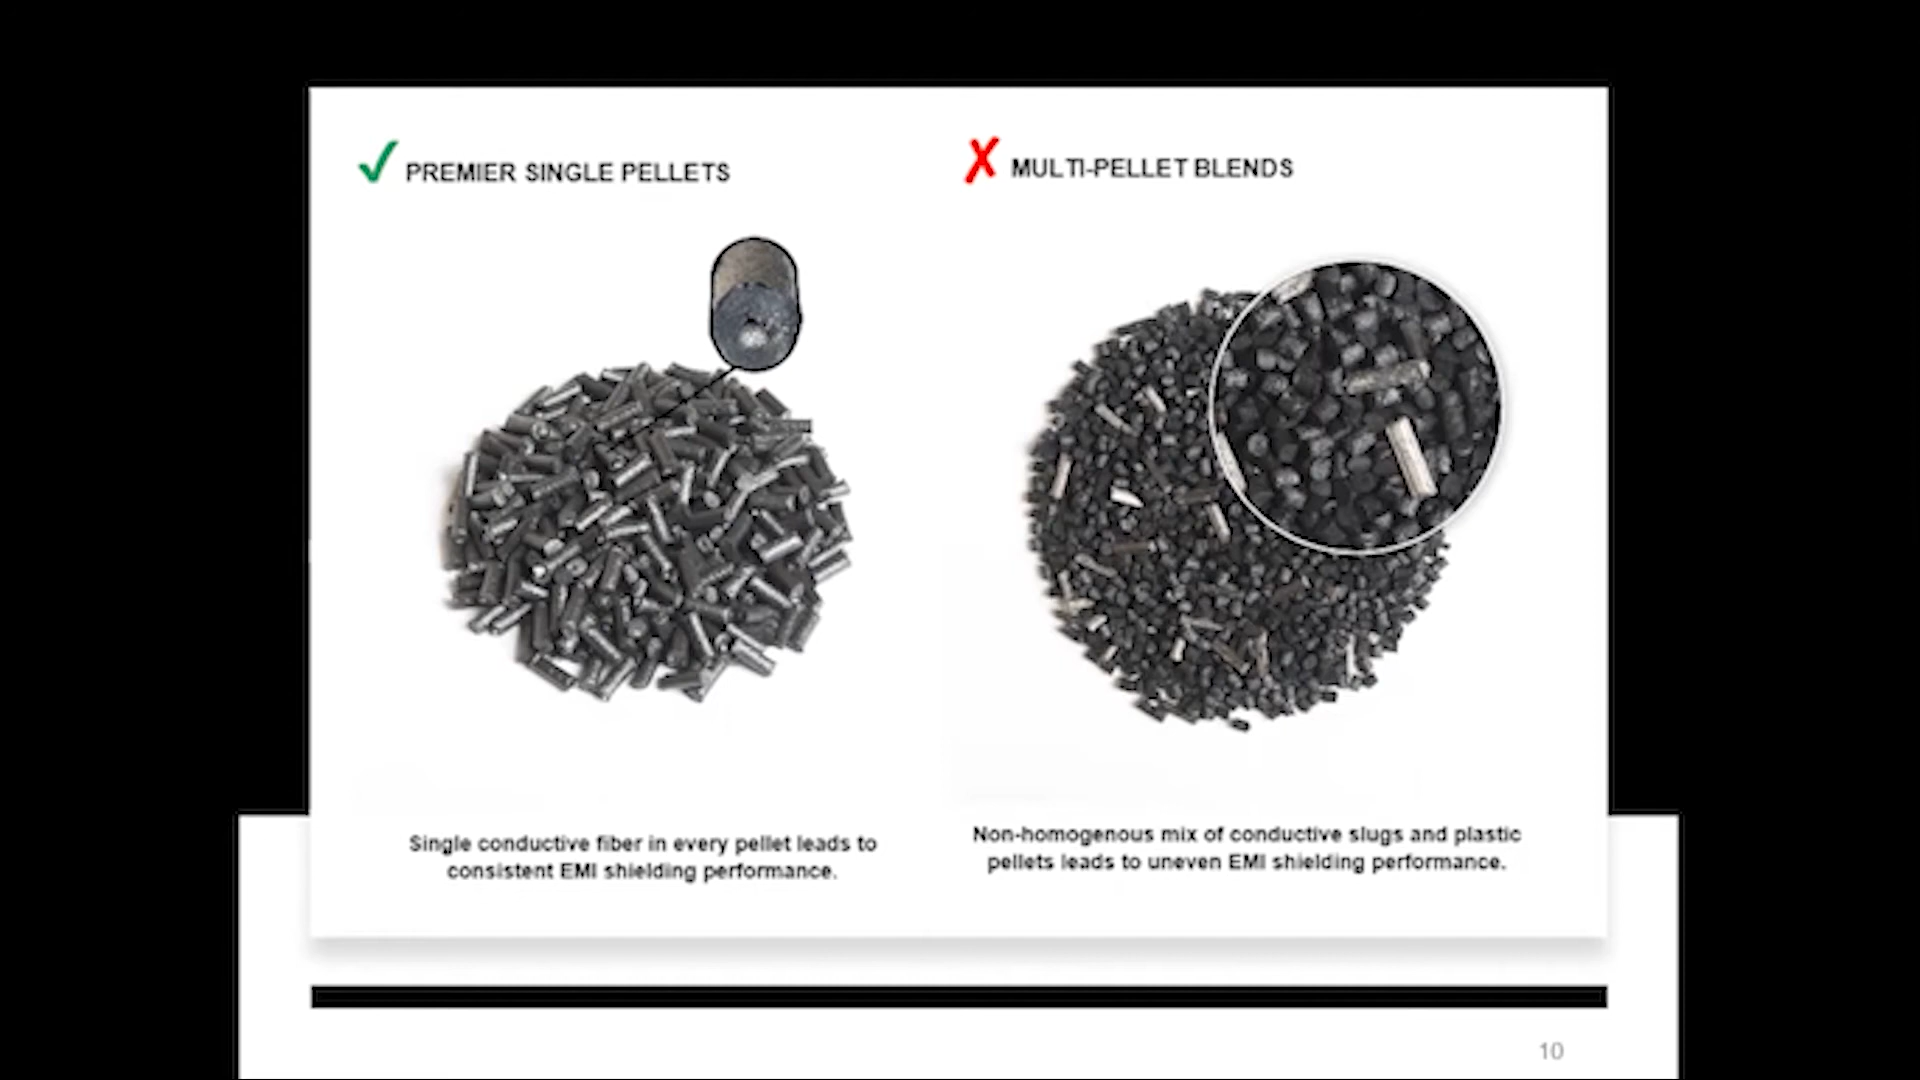 PREMIER SINGLE PELLETS
MULTI-PELLET BLENDS
Single conductive fiber in every pellet leads to
consistent EMI shielding performance.
Non-homogenous mix of conductive slugs and plastic
pellets leads to uneven EMI shielding performance.
10